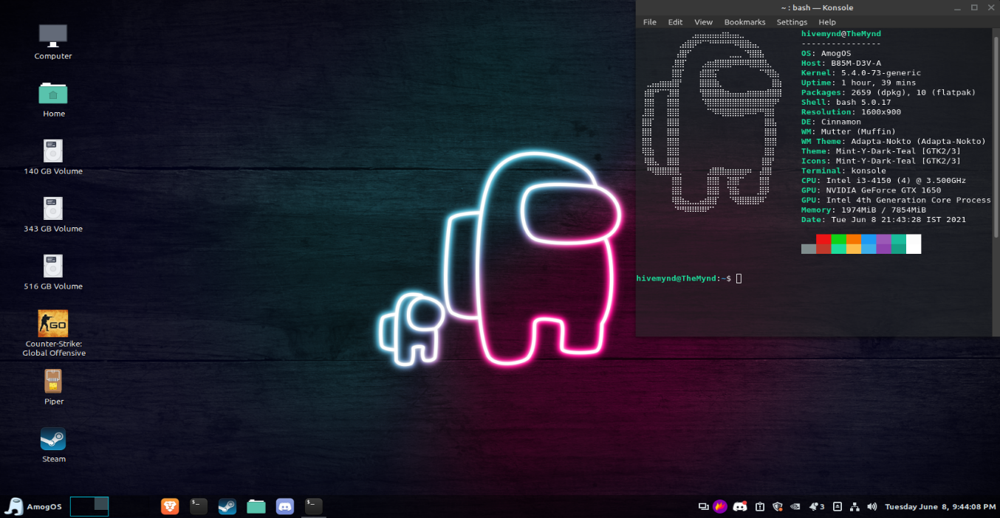 Computer
Home
140 GB Volume
343 GB Volume
516 GB Volume
GO
Counter-Strike:
Global Offensive
Piper
Steam
~ : bash — Konsole
File Edit View Bookmarks Settings Help
hivemynd@TheMynd
----------------
OS: AmogOS
Host: B85M-D3V-A
Kernel: 5.4.0-73-generic
Uptime: 1 hour, 39 mins
Packages: 2659 (dpkg), 10 (flatpak)
Shell: bash 5.0.17
Resolution: 1600x900
DE: Cinnamon
WM: Mutter (Muffin)
WM Theme: Adapta-Nokto (Adapta-Nokto)
Theme: Mint-Y-Dark-Teal [GTK2/3]
Icons: Mint-Y-Dark-Teal [GTK2/3]
Terminal: konsole
CPU: Intel i3-4150 (4) @ 3.500GHz
GPU: NVIDIA GeForce GTX 1650
GPU: Intel 4th Generation Core Process
Memory: 1974MiB / 7854MiB
Date: Tue Jun 8 21:43:28 IST 2021
hivemynd@TheMynd:~$
AmogOS
$_
$_
3
Tuesday June 8, 9:44:08 PM